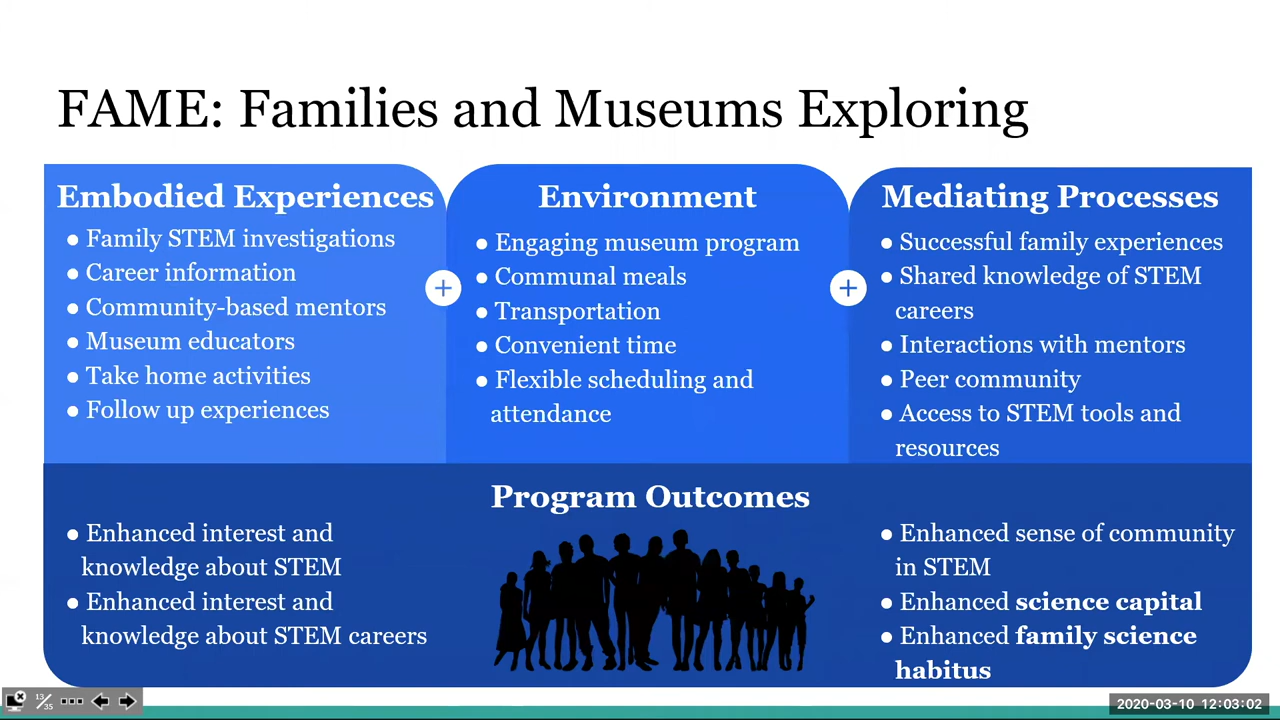 FAME: Families and Museums Exploring
Embodied Experiences
● Family STEM investigations
● Career information
● Community-based mentors
● Museum educators
● Take home activities
● Follow up experiences
+
Environment
● Engaging museum program
● Communal meals
● Transportation
● Convenient time
● Flexible scheduling and
attendance
+
Mediating Processes
● Successful family experiences
● Shared knowledge of STEM
careers
● Interactions with mentors
● Peer community
● Access to STEM tools and
resources
Program Outcomes
● Enhanced interest and
knowledge about STEM
● Enhanced interest and
knowledge about STEM careers
● Enhanced sense of community
in STEM
● Enhanced science capital
● Enhanced family science
habitus
13/35
2020-03-10 12:03:02